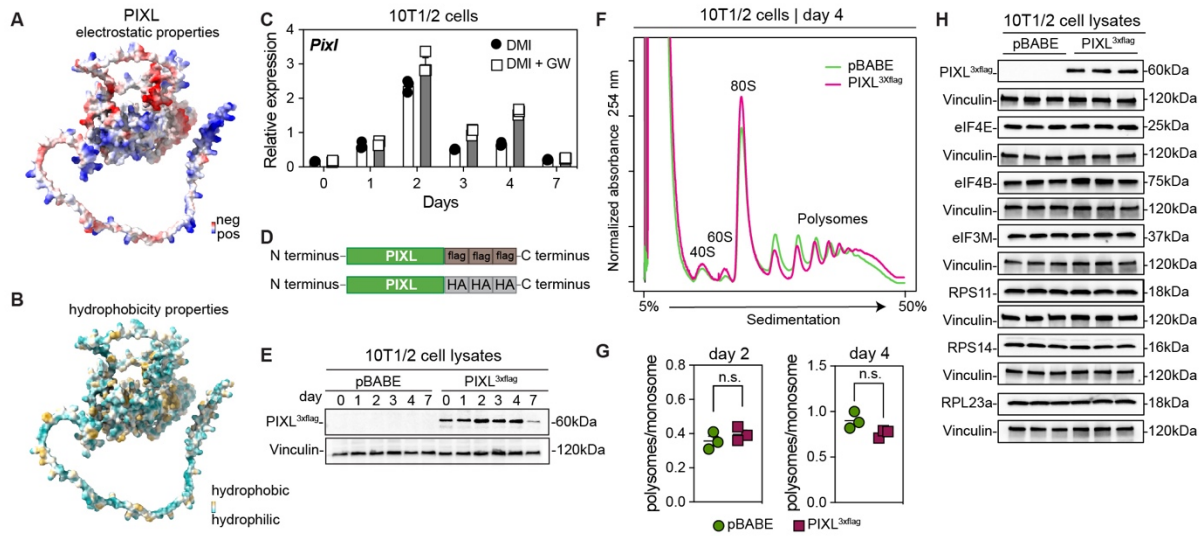 A
PIXL
electrostatic properties
neg
pos
B
hydrophobicity properties
hydrophobic
hydrophilic
C
10T1/2 cells
Pixl
DMI
DMI + GW
Relative expression
4
3
2
1
0
0 1 2 3 4 7
Days
D
N terminus- PIXL flag flag flag -C terminus
N terminus- PIXL HA HA HA -C terminus
E
10T1/2 cell lysates
pBABE PIXL3xflag
day 0 1 2 3 4 7 0 1 2 3 4 7
PIXL3xflag- -60kDa
Vinculin- -120kDa
F
10T1/2 cells | day 4
pBABE
PIXL3Xflag
Normalized absorbance 254 nm
40S
60S
80S
Polysomes
5% 50%
Sedimentation
G
day 2
n.s.
polysomes/monosome
0.8
0.6
0.4
0.2
0.0
day 4
n.s.
polysomes/monosome
1.5
1.0
0.5
0.0
pBABE PIXL3xflag
H
10T1/2 cell lysates
pBABE PIXL3xflag
PIXL3xflag- -60kDa
Vinculin- -120kDa
eIF4E- -25kDa
Vinculin- -120kDa
eIF4B- -75kDa
Vinculin- -120kDa
eIF3M- -37kDa
Vinculin- -120kDa
RPS11- -18kDa
Vinculin- -120kDa
RPS14- -16kDa
Vinculin- -120kDa
RPL23a- -18kDa
Vinculin- -120kDa